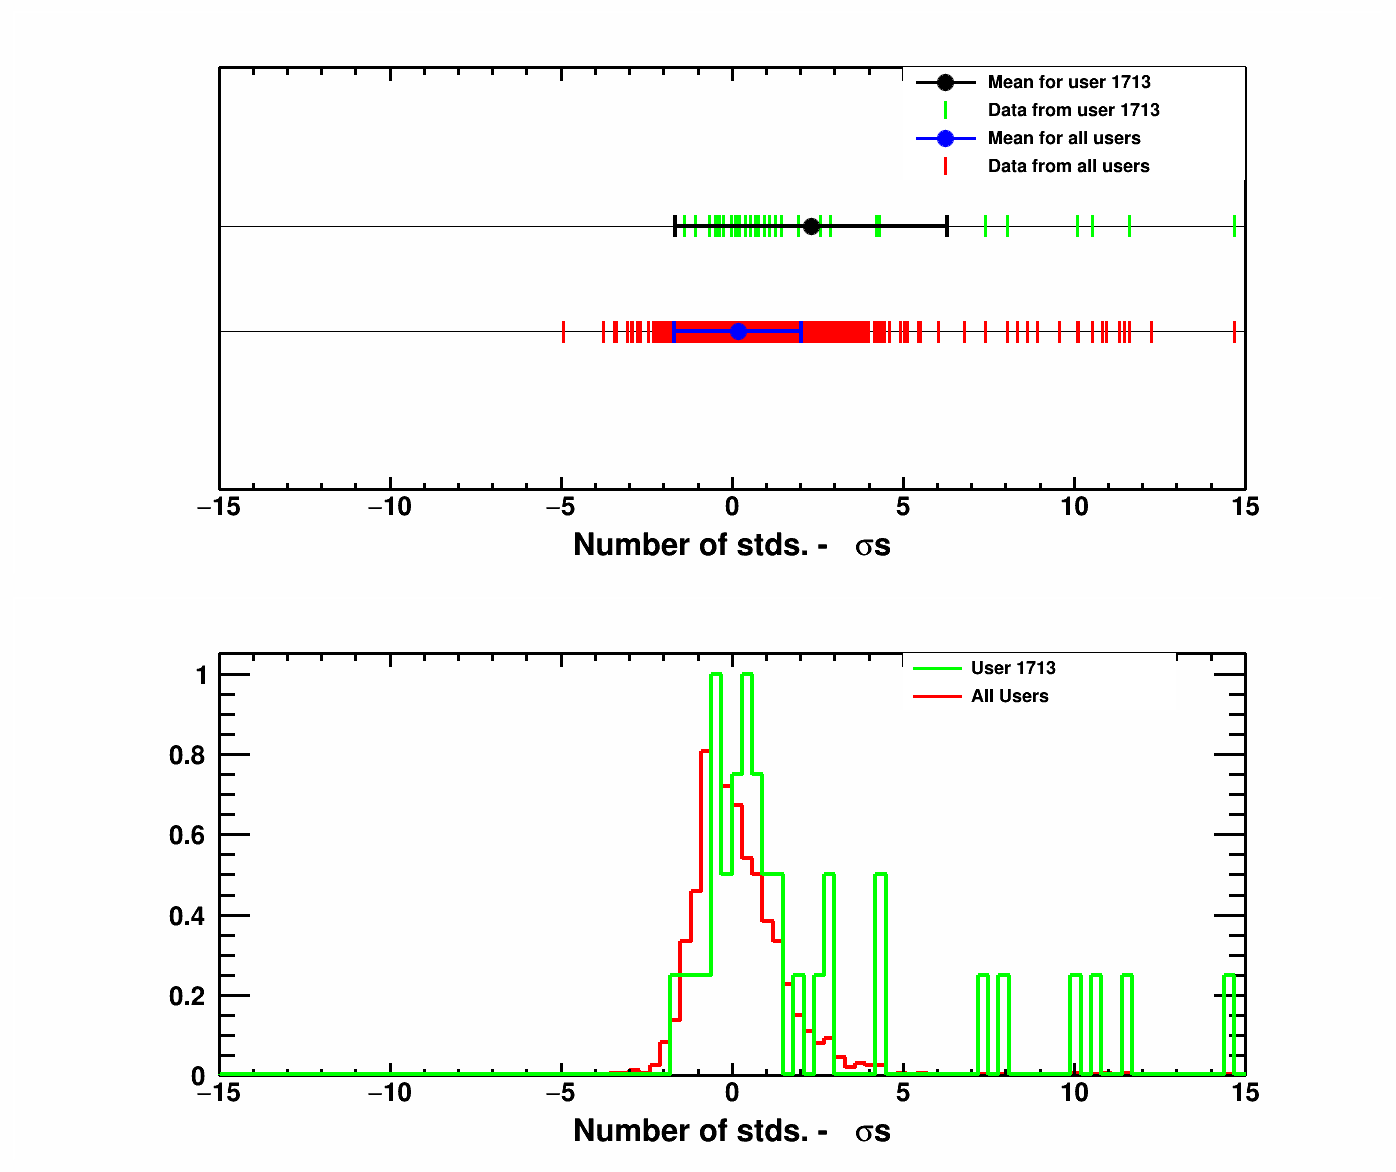 Mean for user 1713
Data from user 1713
Mean for all users
Data from all users
−15 −10 −5 0 5 10 15
Number of stds. - σs
User 1713
All Users
1
0.8
0.6
0.4
0.2
0
−15 −10 −5 0 5 10 15
Number of stds. - σs